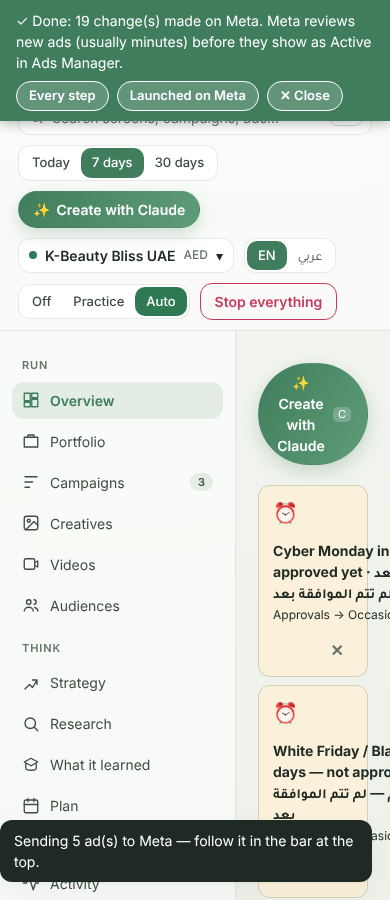 ✓ Done: 19 change(s) made on Meta. Meta reviews
new ads (usually minutes) before they show as Active
in Ads Manager.
Every step
Launched on Meta
✕ Close
Today
7 days
30 days
✨ Create with Claude
K-Beauty Bliss UAE AED ▾
EN
عربي
Off
Practice
Auto
Stop everything
RUN
Overview
Portfolio
Campaigns 3
Creatives
Videos
Audiences
THINK
Strategy
Research
What it learned
Plan
Activity
✨
Create
with
Claude
C
Cyber Monday in
approved yet ·
لم تتم الموافقة بعد
Approvals → Occasio
✕
White Friday / Bla
days — not appro
— لم تتم الموافقة
بعد
Sending 5 ad(s) to Meta — follow it in the bar at the
top.